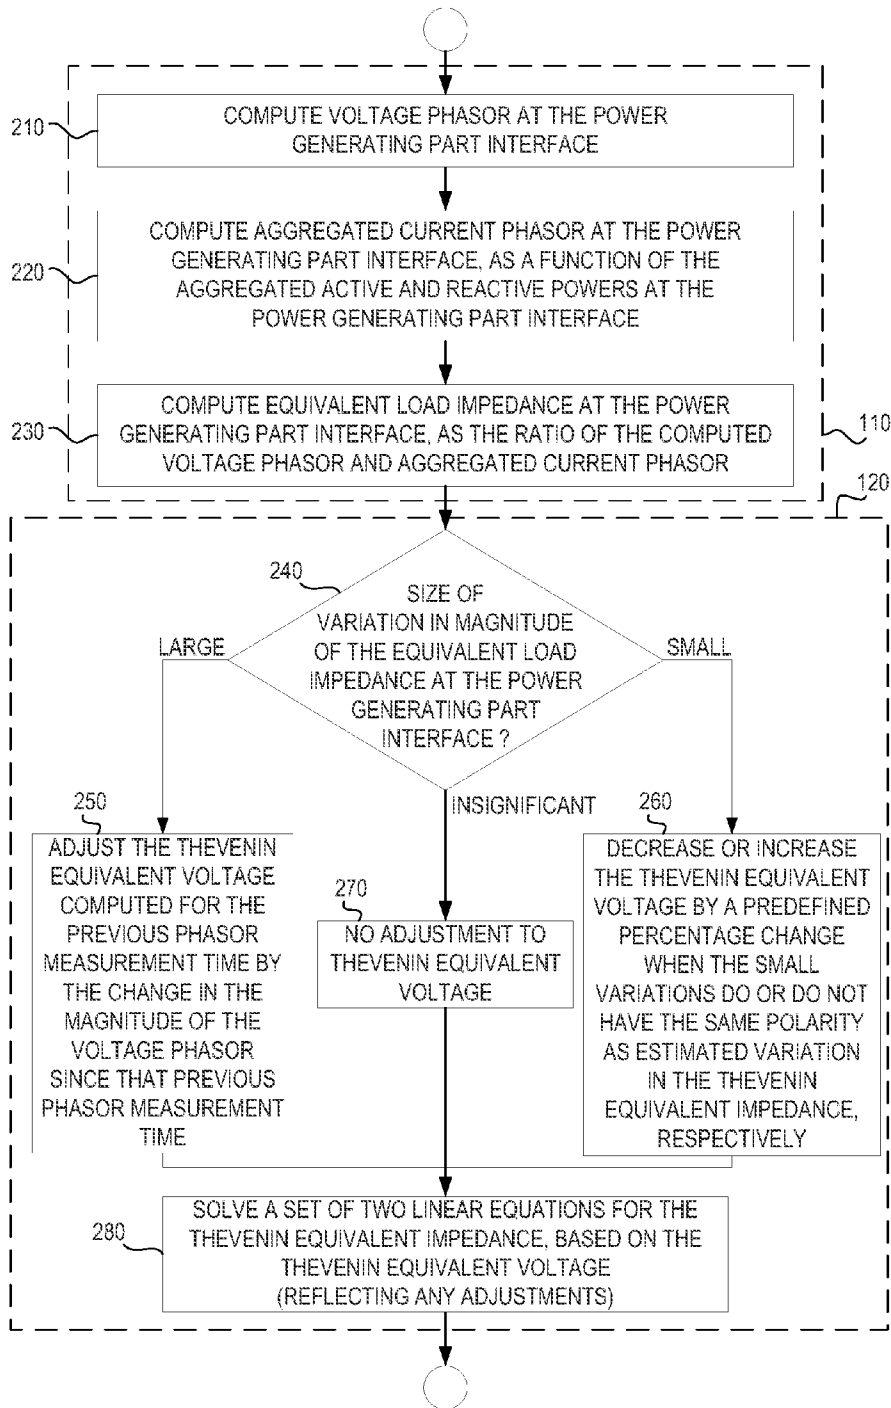 210
COMPUTE VOLTAGE PHASOR AT THE POWER
GENERATING PART INTERFACE
220
COMPUTE AGGREGATED CURRENT PHASOR AT THE POWER
GENERATING PART INTERFACE, AS A FUNCTION OF THE
AGGREGATED ACTIVE AND REACTIVE POWERS AT THE
POWER GENERATING PART INTERFACE
230
COMPUTE EQUIVALENT LOAD IMPEDANCE AT THE POWER
GENERATING PART INTERFACE, AS THE RATIO OF THE COMPUTED
VOLTAGE PHASOR AND AGGREGATED CURRENT PHASOR
110
120
240
SIZE OF
VARIATION IN MAGNITUDE
OF THE EQUIVALENT LOAD
IMPEDANCE AT THE POWER
GENERATING PART
INTERFACE ?
LARGE
SMALL
INSIGNIFICANT
250
ADJUST THE THEVENIN
EQUIVALENT VOLTAGE
COMPUTED FOR THE
PREVIOUS PHASOR
MEASUREMENT TIME BY
THE CHANGE IN THE
MAGNITUDE OF THE
VOLTAGE PHASOR
SINCE THAT PREVIOUS
PHASOR MEASUREMENT
TIME
270
NO ADJUSTMENT TO
THEVENIN EQUIVALENT
VOLTAGE
260
DECREASE OR INCREASE
THE THEVENIN EQUIVALENT
VOLTAGE BY A PREDEFINED
PERCENTAGE CHANGE
WHEN THE SMALL
VARIATIONS DO OR DO NOT
HAVE THE SAME POLARITY
AS ESTIMATED VARIATION
IN THE THEVENIN
EQUIVALENT IMPEDANCE,
RESPECTIVELY
280
SOLVE A SET OF TWO LINEAR EQUATIONS FOR THE
THEVENIN EQUIVALENT IMPEDANCE, BASED ON THE
THEVENIN EQUIVALENT VOLTAGE
(REFLECTING ANY ADJUSTMENTS)